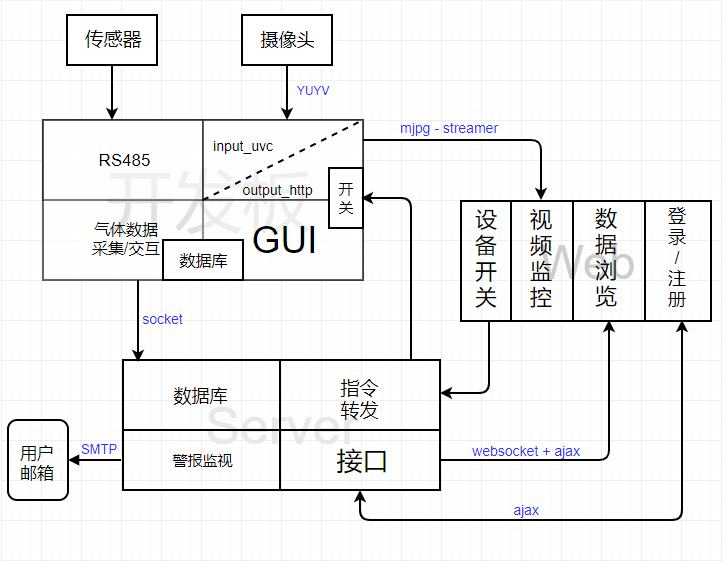 传感器
摄像头
YUYV
RS485
input_uvc
output_http
开
关
mjpg - streamer
开发板
气体数据
采集/交互
数据库
GUI
设
备
开
关
视
频
监
控
数
据
浏
览
登
录
/
注
册
Web
socket
数据库
指令
转发
Server
用户
邮箱
SMTP
警报监视
接口
websocket + ajax
ajax